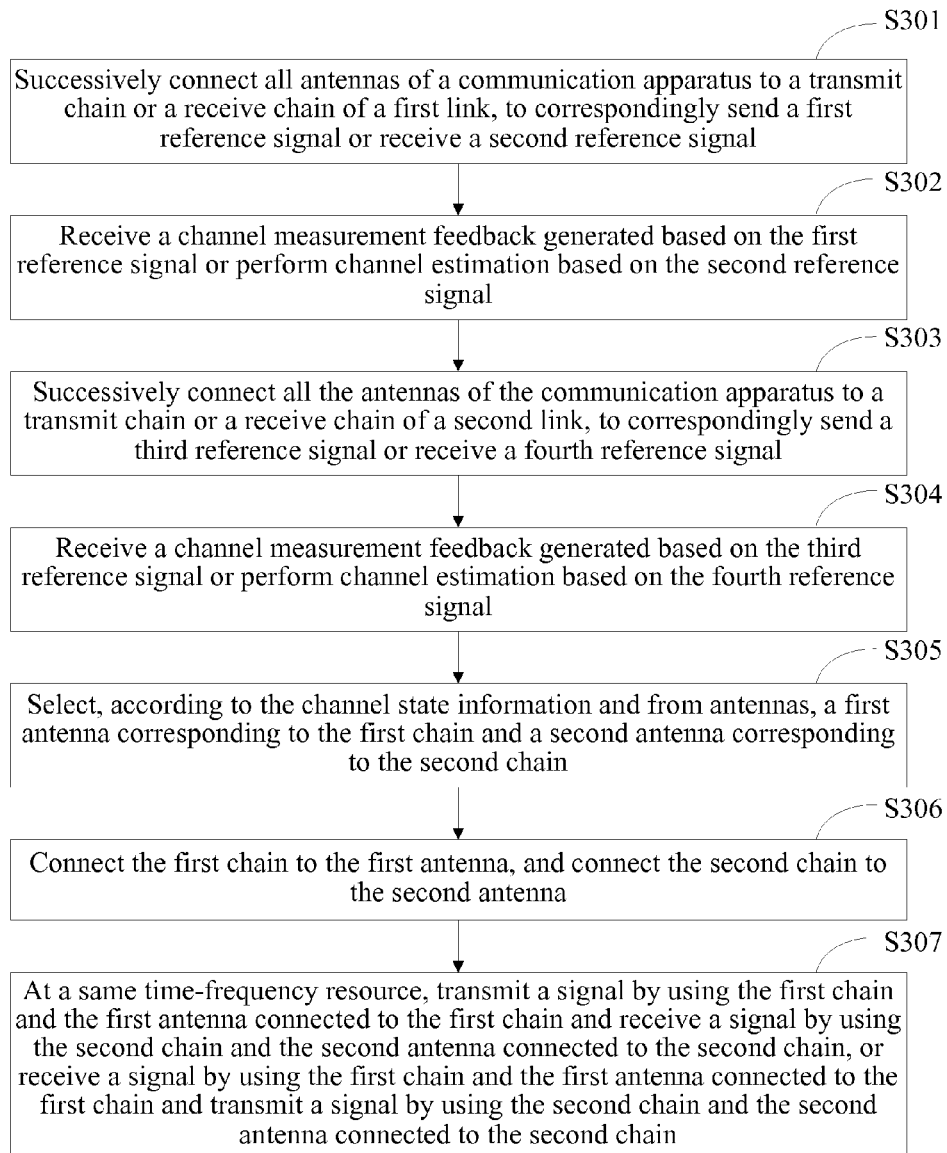 S301
Successively connect all antennas of a communication apparatus to a transmit
chain or a receive chain of a first link, to correspondingly send a first
reference signal or receive a second reference signal
S302
Receive a channel measurement feedback generated based on the first
reference signal or perform channel estimation based on the second reference
signal
S303
Successively connect all the antennas of the communication apparatus to a
transmit chain or a receive chain of a second link, to correspondingly send a
third reference signal or receive a fourth reference signal
S304
Receive a channel measurement feedback generated based on the third
reference signal or perform channel estimation based on the fourth reference
signal
S305
Select, according to the channel state information and from antennas, a first
antenna corresponding to the first chain and a second antenna corresponding
to the second chain
S306
Connect the first chain to the first antenna, and connect the second chain to
the second antenna
S307
At a same time-frequency resource, transmit a signal by using the first chain
and the first antenna connected to the first chain and receive a signal by using
the second chain and the second antenna connected to the second chain, or
receive a signal by using the first chain and the first antenna connected to the
first chain and transmit a signal by using the second chain and the second
antenna connected to the second chain